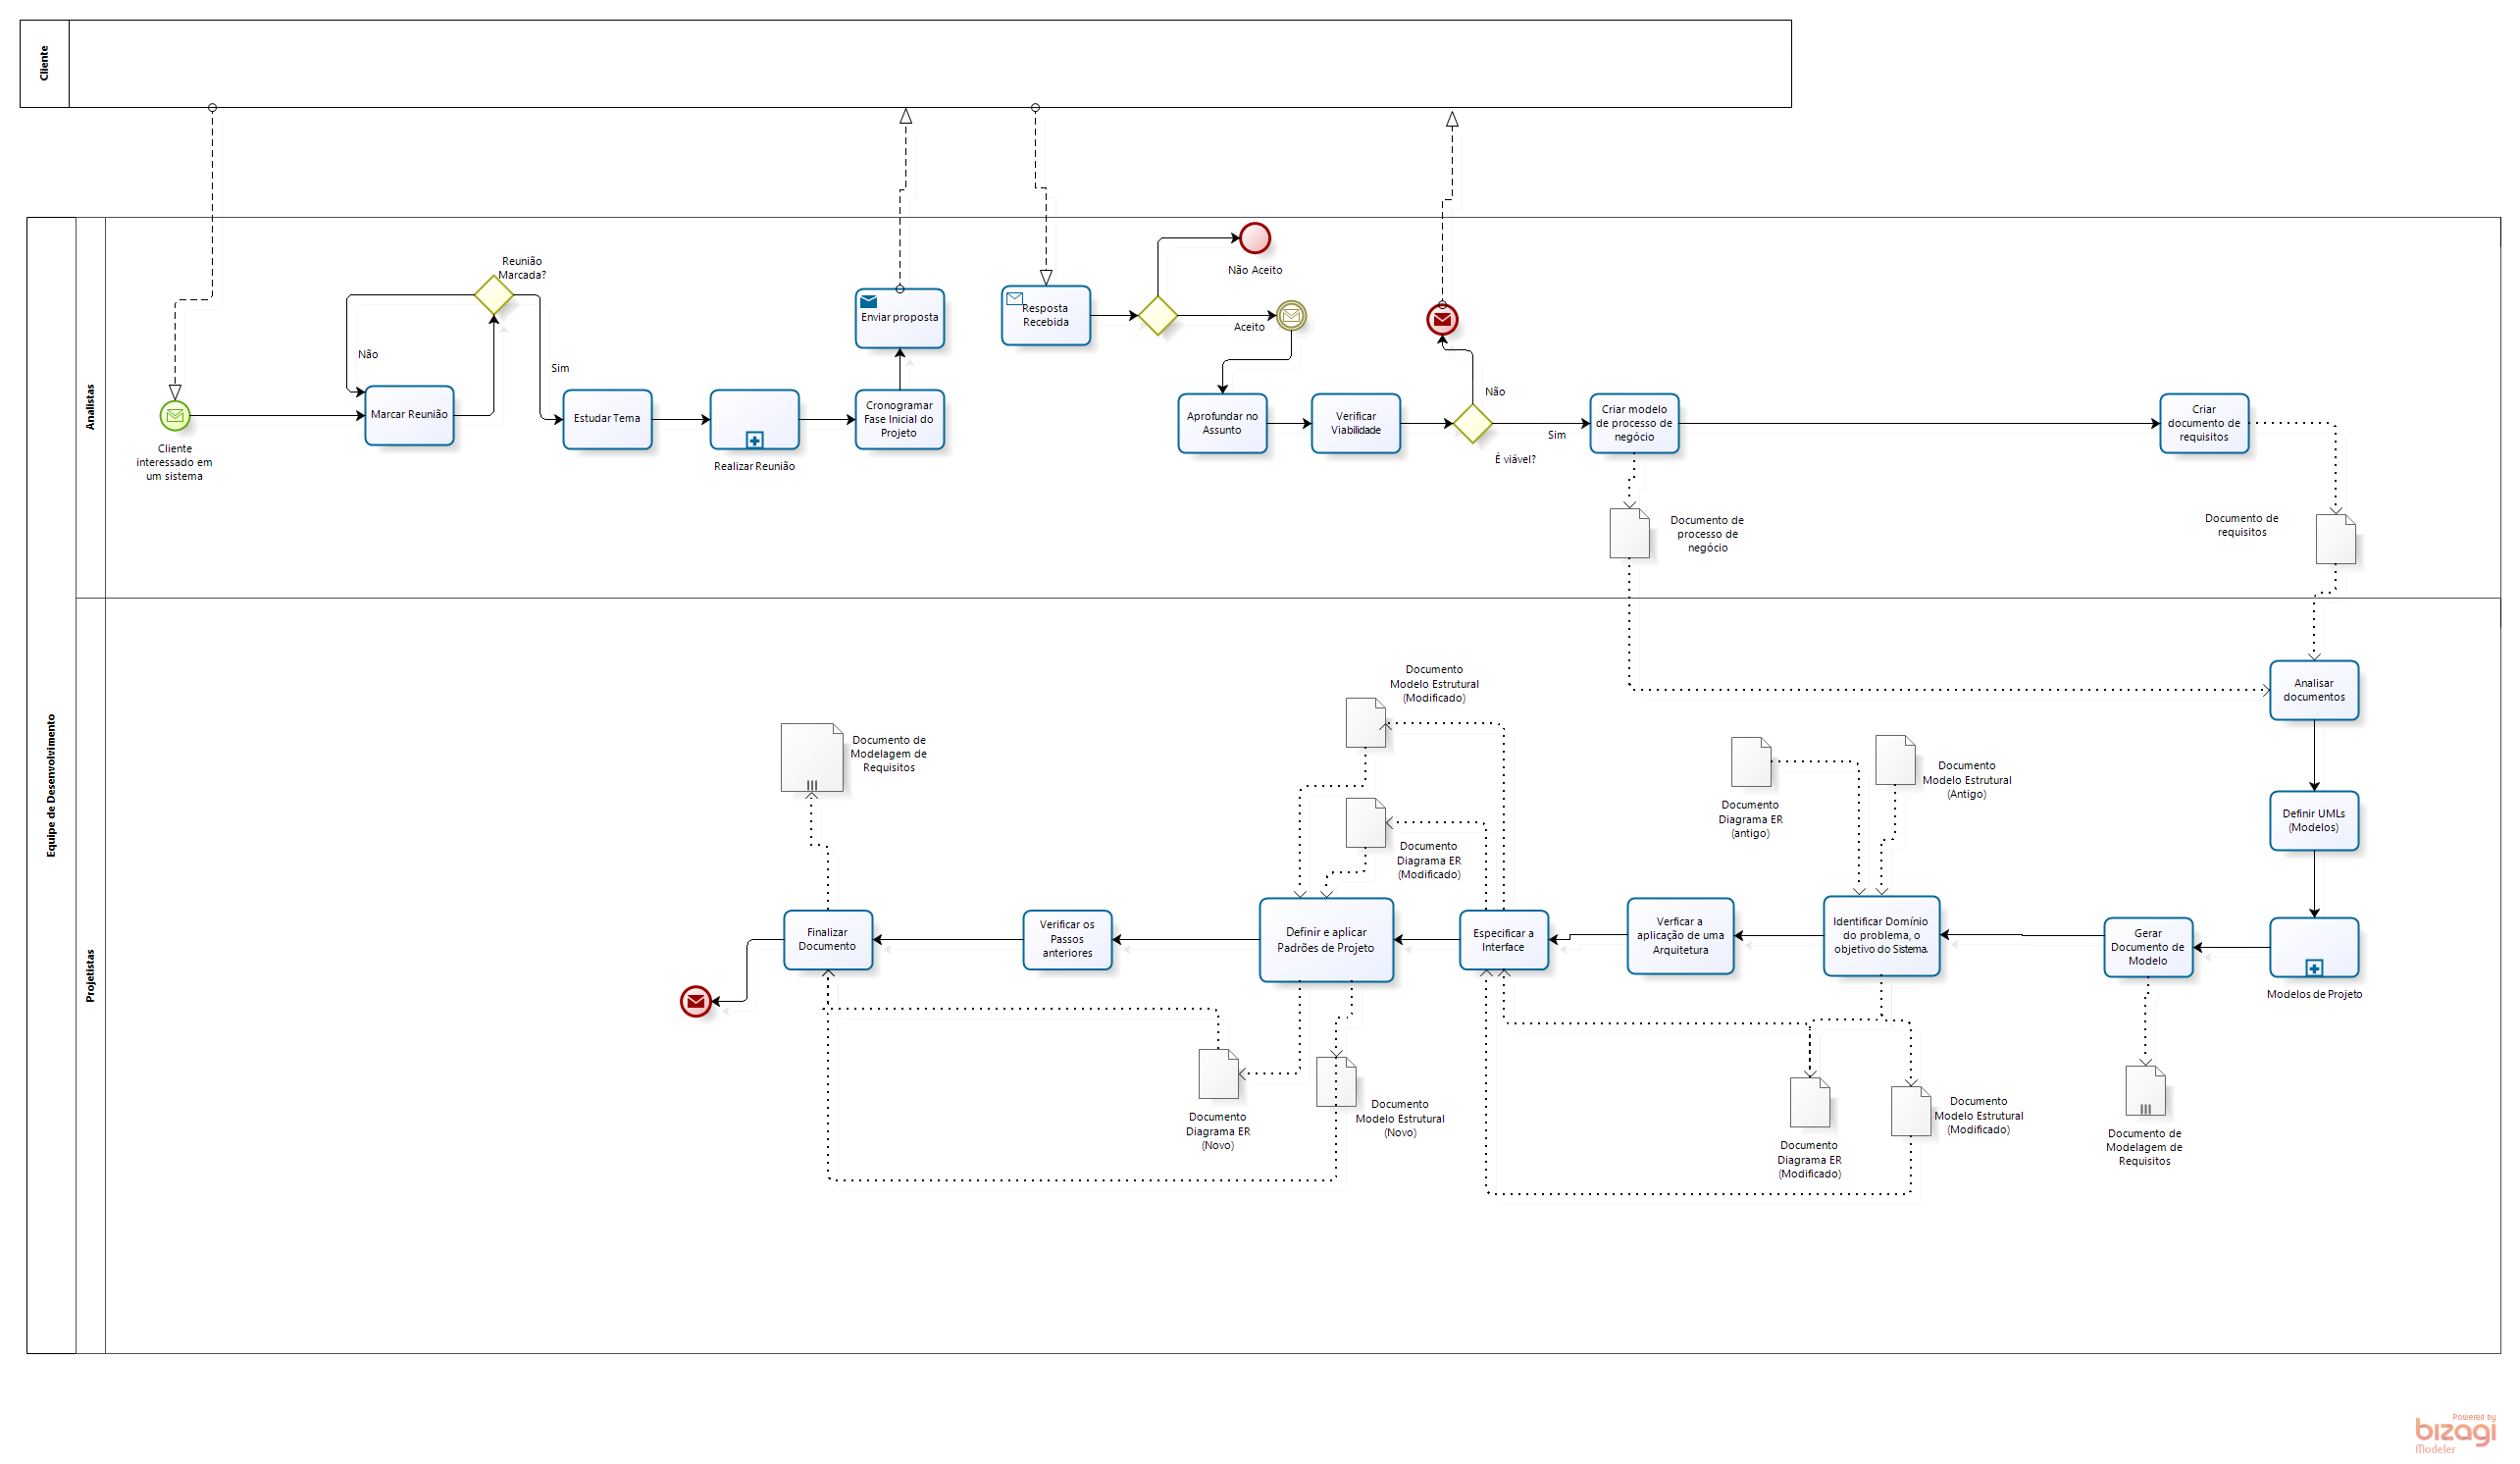 Cliente
Equipe de Desenvolvimento
Analistas
Cliente
interessado em
um sistema
Marcar Reunião
Reunião
Marcada?
Não
Sim
Estudar Tema
Realizar Reunião
Cronogramar
Fase Inicial do
Projeto
Enviar proposta
Resposta
Recebida
Não Aceito
Aceito
Aprofundar no
Assunto
Verificar
Viabilidade
É viável?
Não
Sim
Criar modelo
de processo de
negócio
Documento de
processo de
negócio
Criar
documento de
requisitos
Documento de
requisitos
Projetistas
Analisar
documentos
Definir UMLs
(Modelos)
Modelos de Projeto
Gerar
Documento de
Modelo
Documento de
Modelagem de
Requisitos
Documento
Modelo Estrutural
(Antigo)
Documento
Diagrama ER
(antigo)
Identificar Domínio
do problema, o
objetivo do Sistema.
Documento
Modelo Estrutural
(Modificado)
Documento
Diagrama ER
(Modificado)
Verficar a
aplicação de uma
Arquitetura
Especificar a
Interface
Documento
Modelo Estrutural
(Modificado)
Documento
Diagrama ER
(Modificado)
Definir e aplicar
Padrões de Projeto
Documento
Modelo Estrutural
(Novo)
Documento
Diagrama ER
(Novo)
Verificar os
Passos
anteriores
Finalizar
Documento
Documento de
Modelagem de
Requisitos
Powered by
bizagi
Modeler